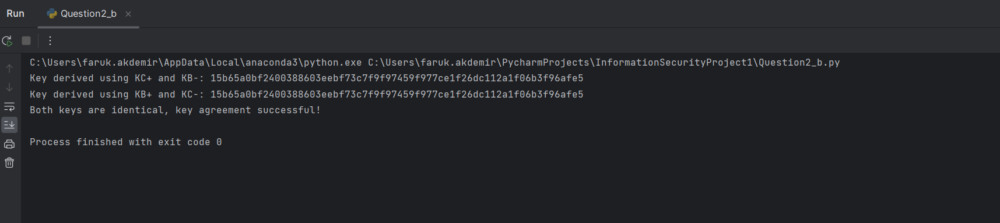 Run Question2_b
C:\Users\faruk.akdemir\AppData\Local\anaconda3\python.exe C:\Users\faruk.akdemir\PycharmProjects\InformationSecurityProject1\Question2_b.py
Key derived using KC+ and KB-: 15b65a0bf2400388603eebf73c7f9f97459f977ce1f26dc112a1f06b3f96afe5
Key derived using KB+ and KC-: 15b65a0bf2400388603eebf73c7f9f97459f977ce1f26dc112a1f06b3f96afe5
Both keys are identical, key agreement successful!
Process finished with exit code 0